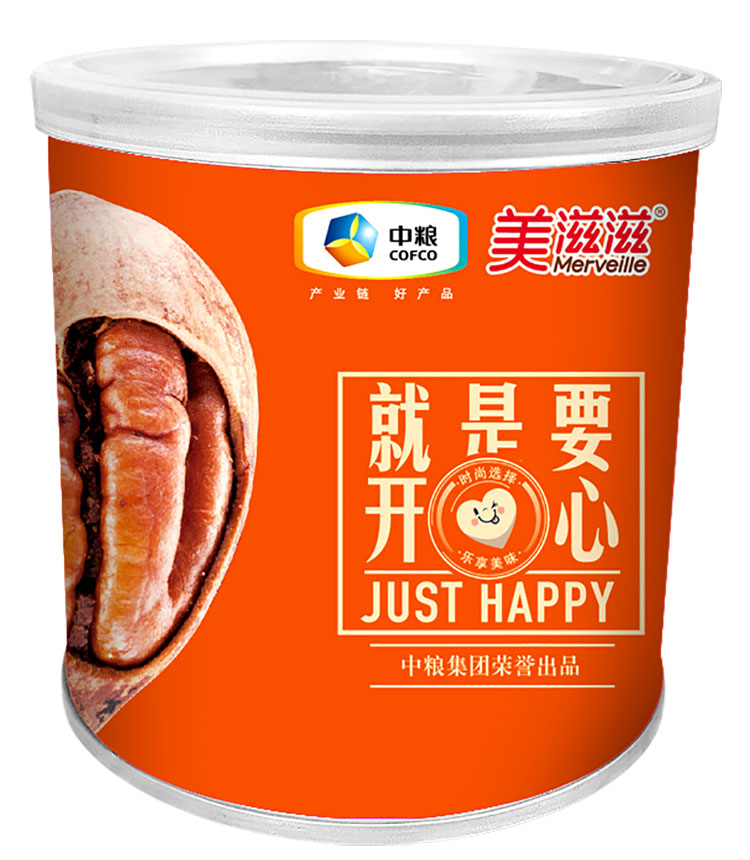 中粮
COFCO
产业链 好产品
美滋滋®
Merveille
就是要
开心
时尚选择
乐享美味
JUST HAPPY
中粮集团荣誉出品